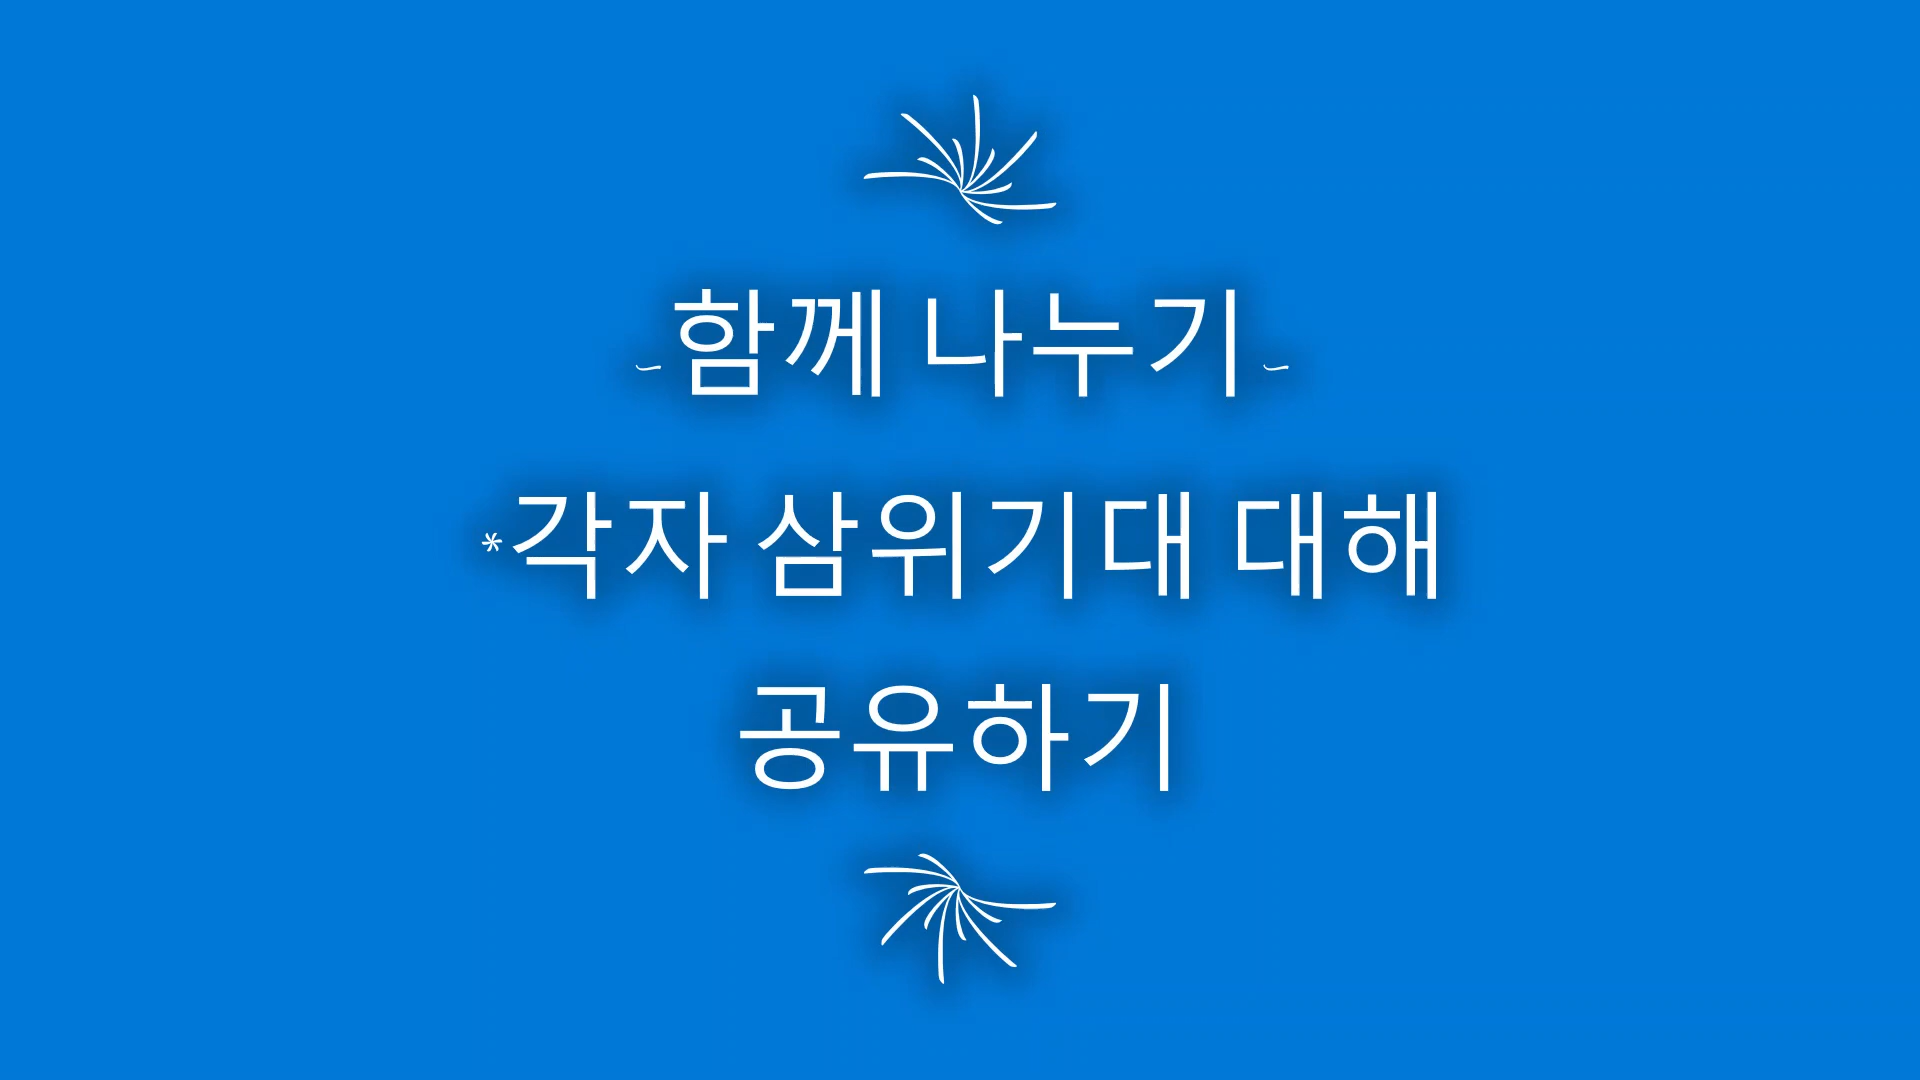 -함께 나누기-
*각자 삼위기대 대해
공유하기